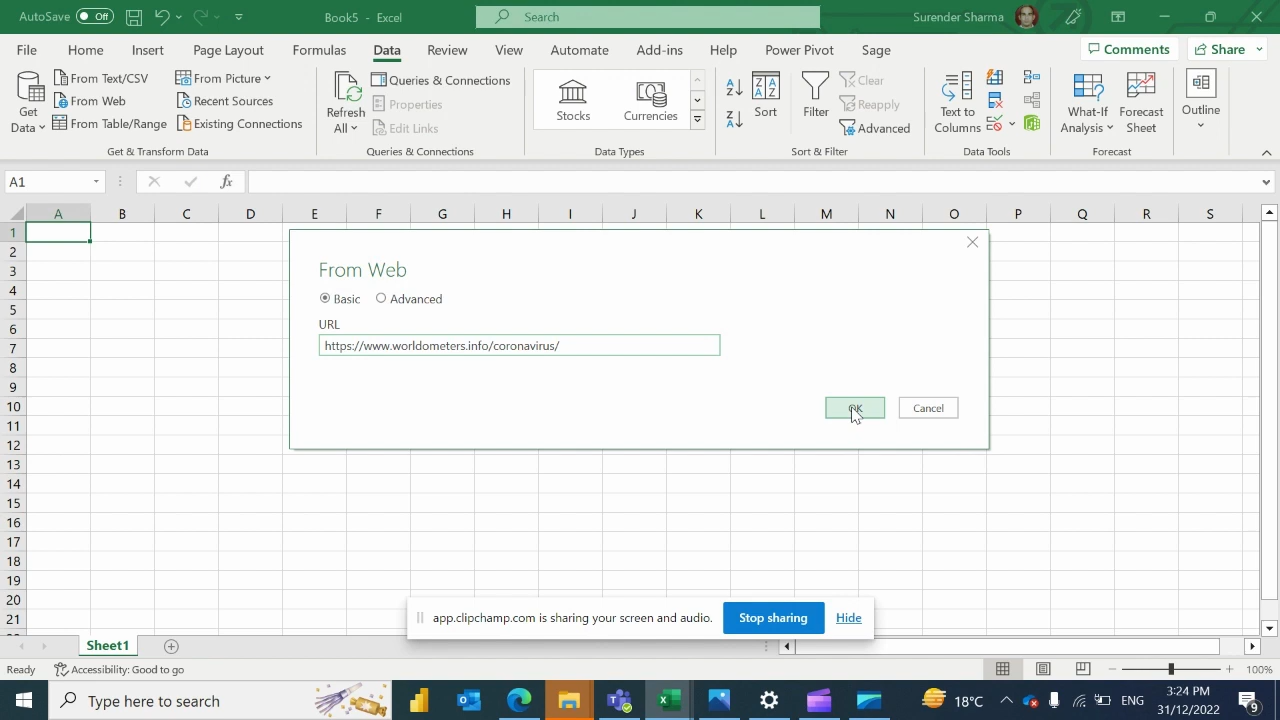 AutoSave Off Book5 - Excel Search Surender Sharma
File Home Insert Page Layout Formulas Data Review View Automate Add-ins Help Power Pivot Sage Comments Share
Get Data
From Text/CSV
From Web
From Table/Range
From Picture
Recent Sources
Existing Connections
Get & Transform Data
Refresh All
Queries & Connections
Properties
Edit Links
Queries & Connections
Stocks
Currencies
Data Types
Sort
Filter
Clear
Reapply
Advanced
Sort & Filter
Text to Columns
Data Tools
What-If Analysis
Forecast Sheet
Forecast
Outline
A1 fx
A B C D E F G H I J K L M N O P Q R S
1
2
3
4
5
6
7
8
9
10
11
12
13
14
15
16
17
18
19
20
21
From Web
Basic Advanced
URL
https://www.worldometers.info/coronavirus/
OK Cancel
app.clipchamp.com is sharing your screen and audio. Stop sharing Hide
Sheet1
Ready Accessibility: Good to go 100%
Type here to search 18°C ENG 3:24 PM
31/12/2022 9